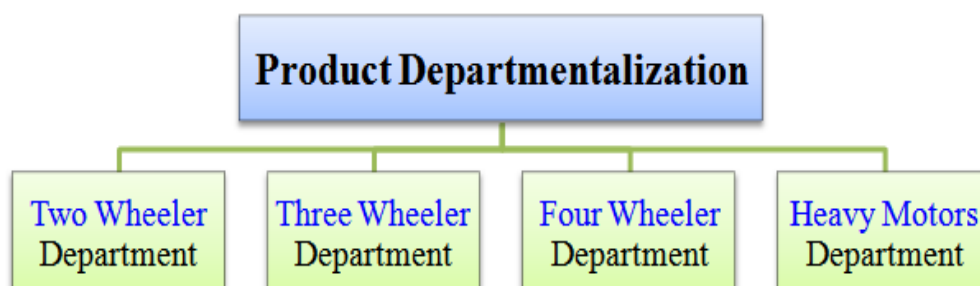 Product Departmentalization
Two Wheeler
Department
Three Wheeler
Department
Four Wheeler
Department
Heavy Motors
Department